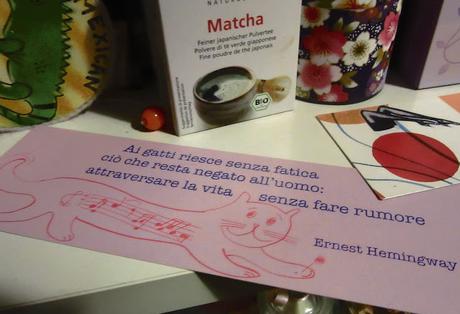 MEXICAN
Matcha
Feiner japanischer Pulvertee
Polvere di tè verde giapponese
Fine poudre de thé japonais
BIO
Ai gatti riesce senza fatica
ciò che resta negato all'uomo:
attraversare la vita senza fare rumore
Ernest Hemingway